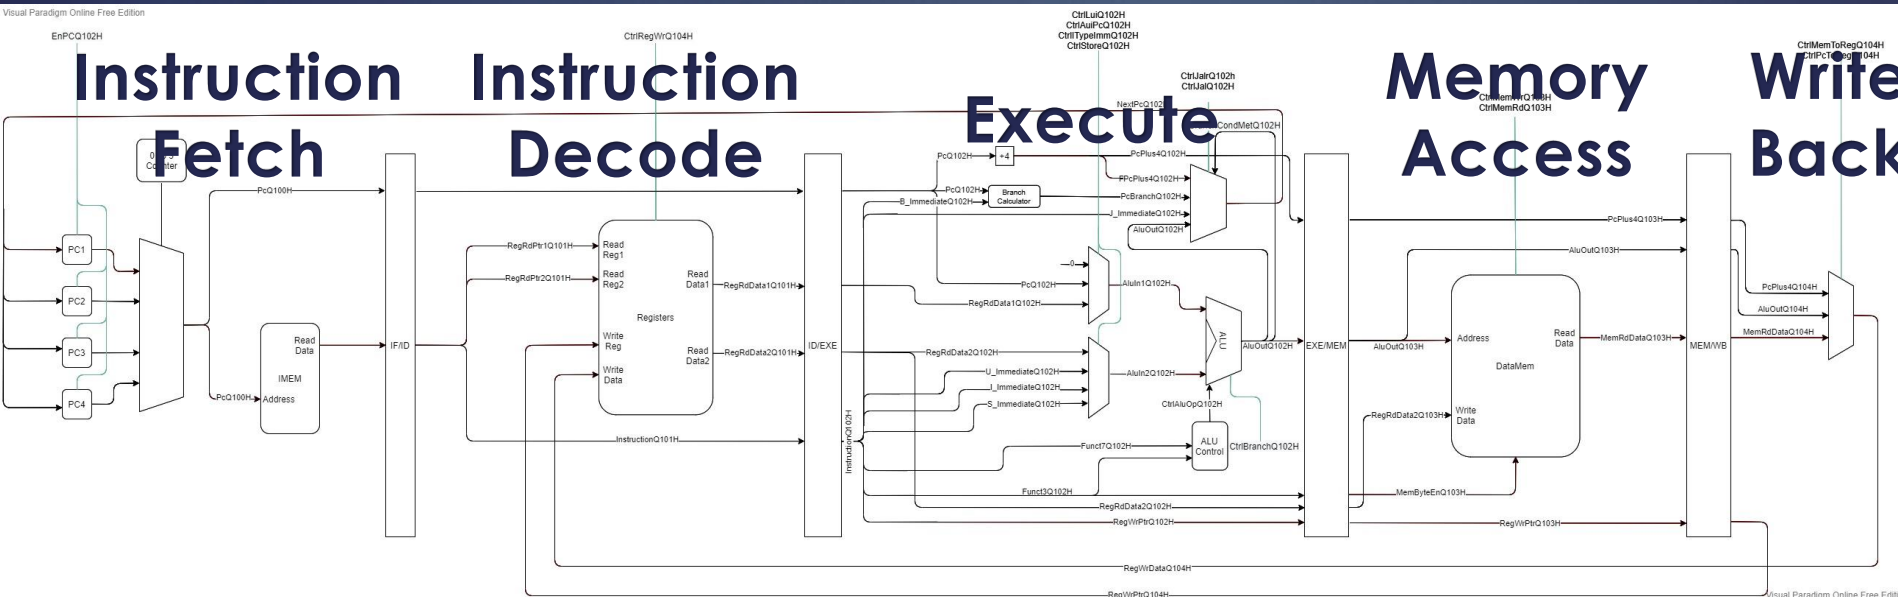 Visual Paradigm Online Free Edition
EnPCQ102H
CtrlRegWrQ104H
CtrlLuiQ102H
CtrlAuiPcQ102H
CtrlITypeImmQ102H
CtrlStoreQ102H
CtrlJalrQ102h
CtrlJalQ102H
CtrlMemToRegQ104H
CtrlMemRdQ103H
Instruction
Fetch
Instruction
Decode
Execute
Memory
Access
Write
Back
Counter
PcQ100H
PC1
PC2
PC3
PC4
PcQ100H
Read
Data
IMEM
Address
IF/ID
RegRdPtr1Q101H
RegRdPtr2Q101H
InstructionQ101H
Read
Reg1
Read
Reg2
Read
Data1
Registers
Write
Reg
Write
Data
Read
Data2
RegRdData1Q101H
RegRdData2Q101H
ID/EXE
InstructionQ102H
PcQ102H
+4
PcPlus4Q102H
CondMetQ102H
PcQ102H
B_ImmediateQ102H
Branch
Calculator
PcPlus4Q102H
PcBranchQ102H
J_ImmediateQ102H
AluOutQ102H
0
PcQ102H
RegRdData1Q102H
AluIn1Q102H
RegRdData2Q102H
U_ImmediateQ102H
I_ImmediateQ102H
S_ImmediateQ102H
AluIn2Q102H
ALU
AluOutQ102H
CtrlAluOpQ102H
Funct7Q102H
ALU
Control
CtrlBranchQ102H
Funct3Q102H
RegRdData2Q102H
RegWrPtrQ102H
EXE/MEM
PcPlus4Q103H
AluOutQ103H
AluOutQ103H
Address
Read
Data
DataMem
Write
Data
RegRdData2Q103H
MemByteEnQ103H
MemRdDataQ103H
RegWrPtrQ103H
MEM/WB
PcPlus4Q104H
AluOutQ104H
MemRdDataQ104H
RegWrDataQ104H
RegWrPtrQ104H
Visual Paradigm Online Free Editi